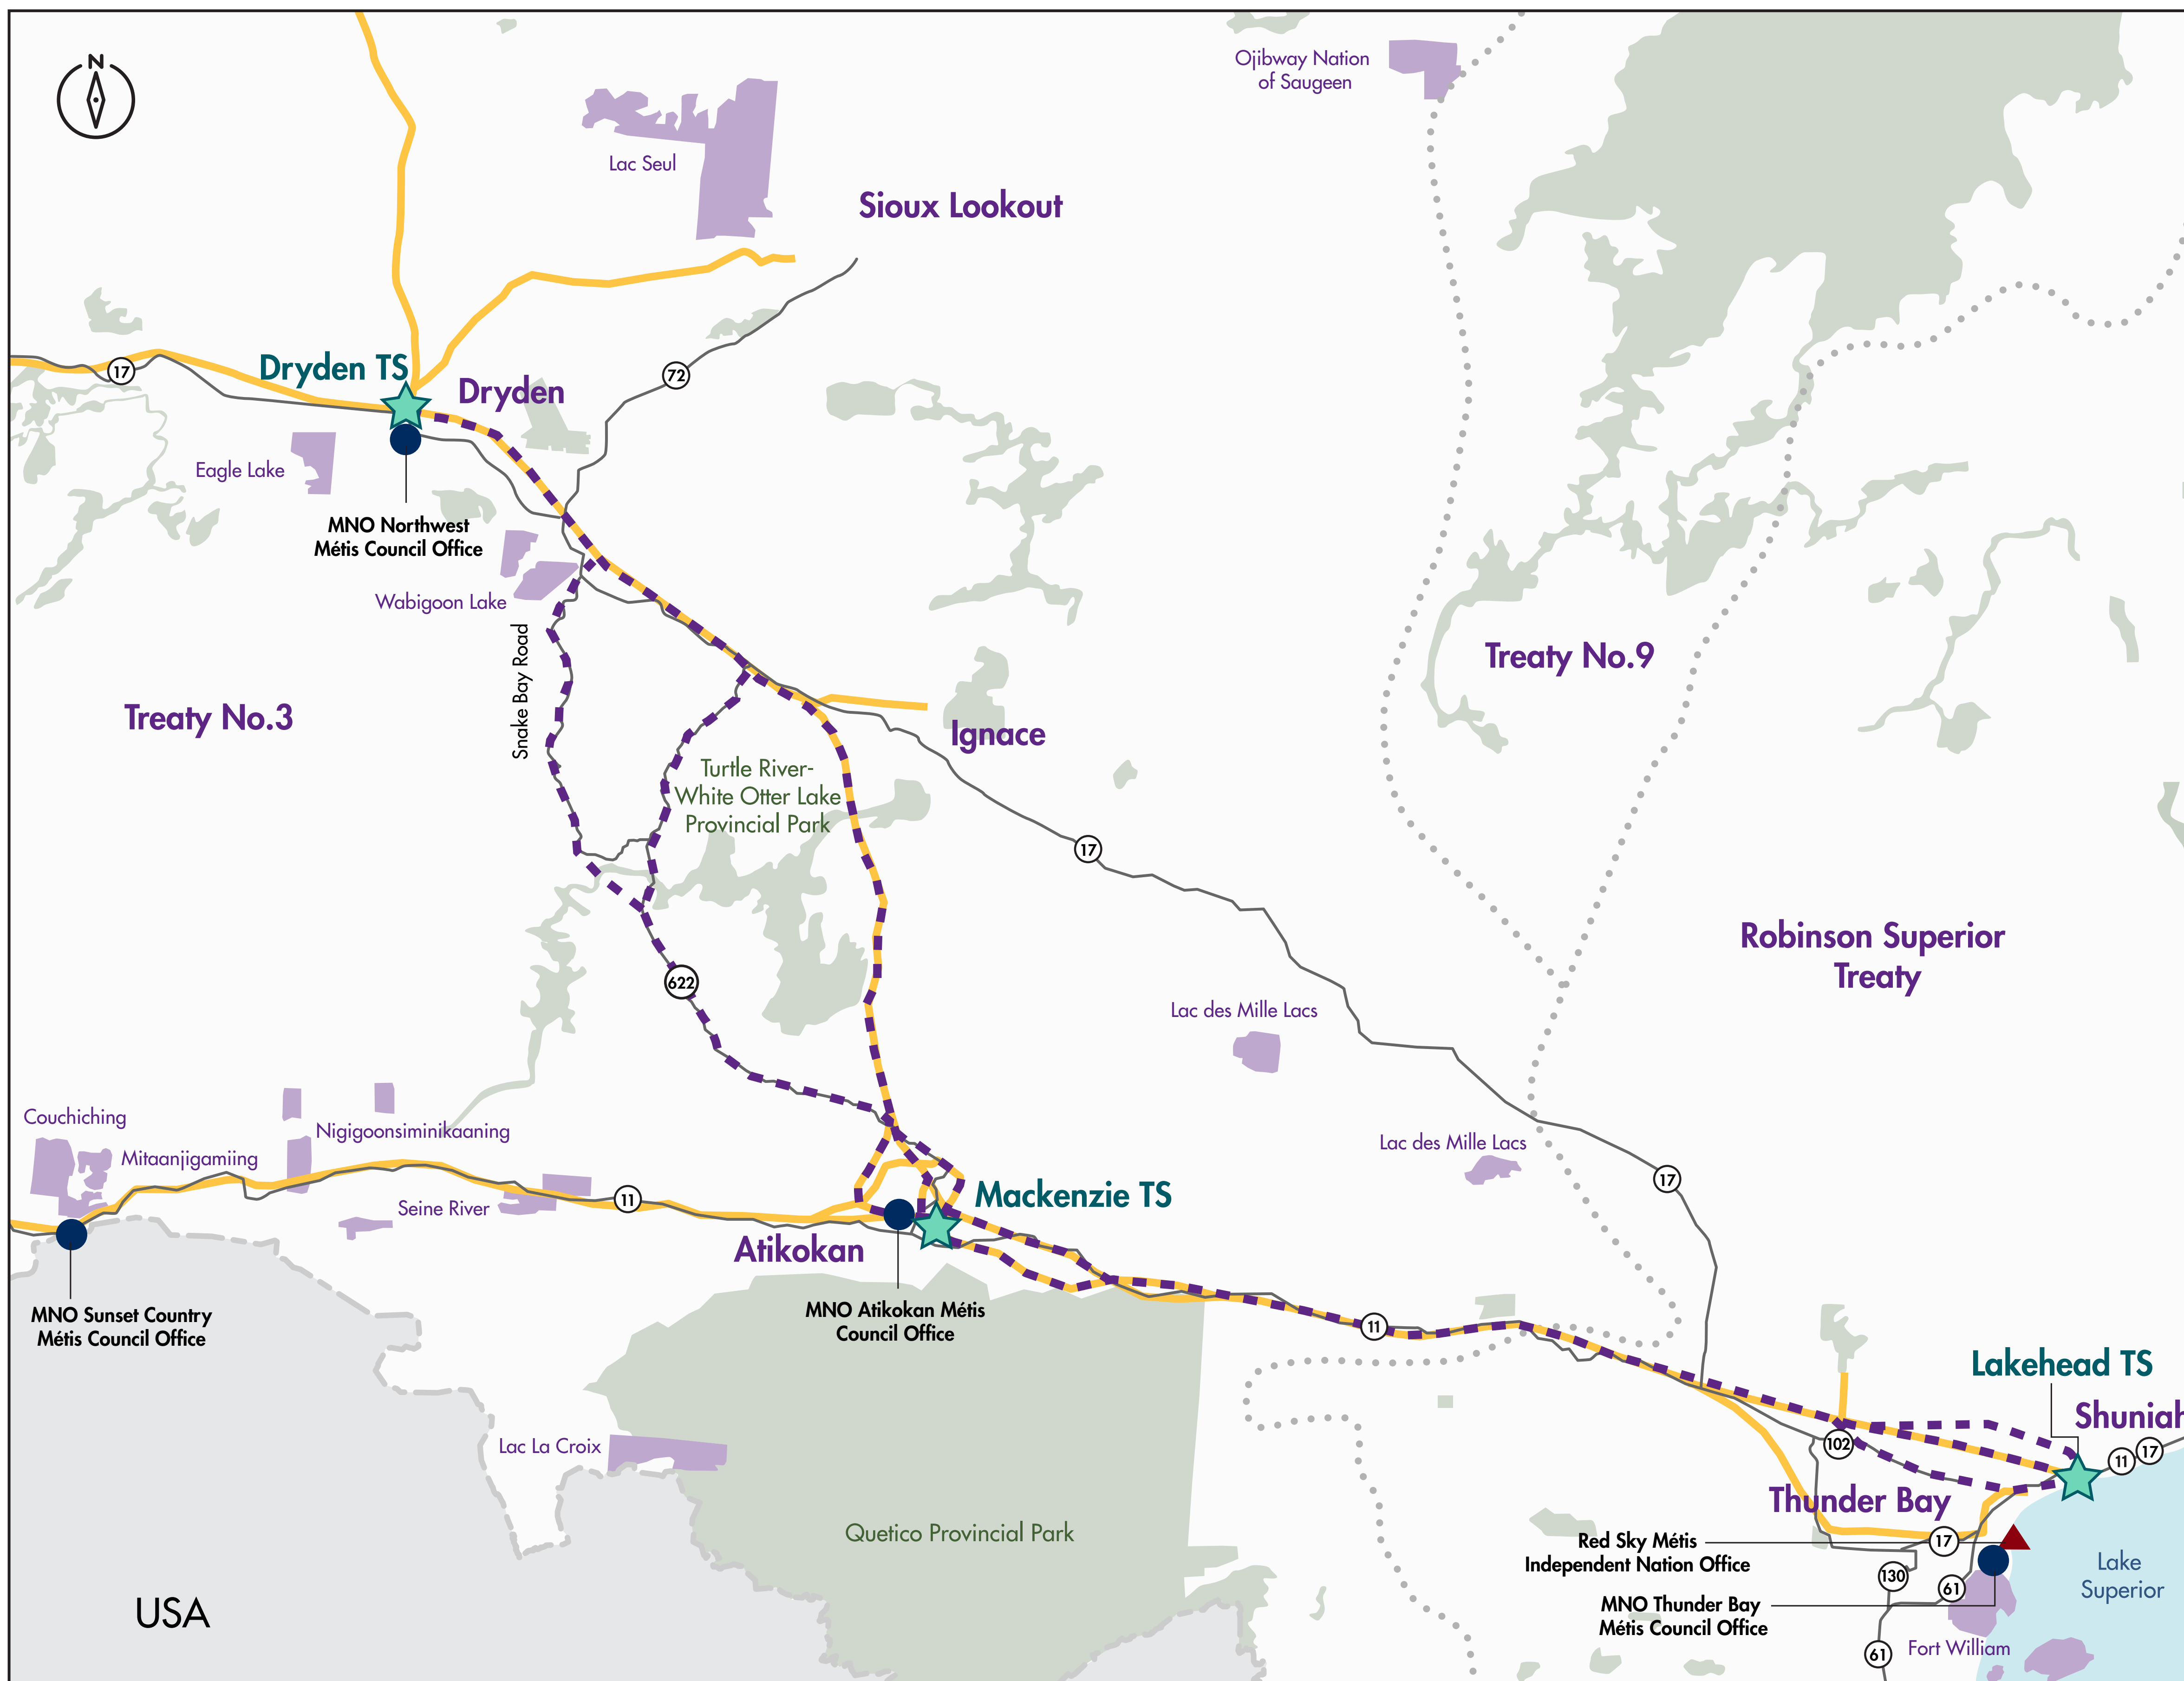 N
Ojibway Nation
of Saugeen
Lac Seul
Sioux Lookout
17
Dryden TS
Dryden
72
Eagle Lake
MNO Northwest
Métis Council Office
Wabigoon Lake
Snake Bay Road
Treaty No.9
Treaty No.3
Ignace
Turtle River-
White Otter Lake
Provincial Park
17
Robinson Superior
Treaty
622
Lac des Mille Lacs
Couchiching
Nigigoonsiminikaaning
Mitaanjigamiing
Lac des Mille Lacs
17
Seine River
11
Mackenzie TS
Atikokan
MNO Sunset Country
Métis Council Office
MNO Atikokan Métis
Council Office
11
Lakehead TS
Shuniah
102
11
17
Lac La Croix
Thunder Bay
Quetico Provincial Park
Red Sky Métis
Independent Nation Office
17
Lake
Superior
130
61
USA
MNO Thunder Bay
Métis Council Office
Fort William
61